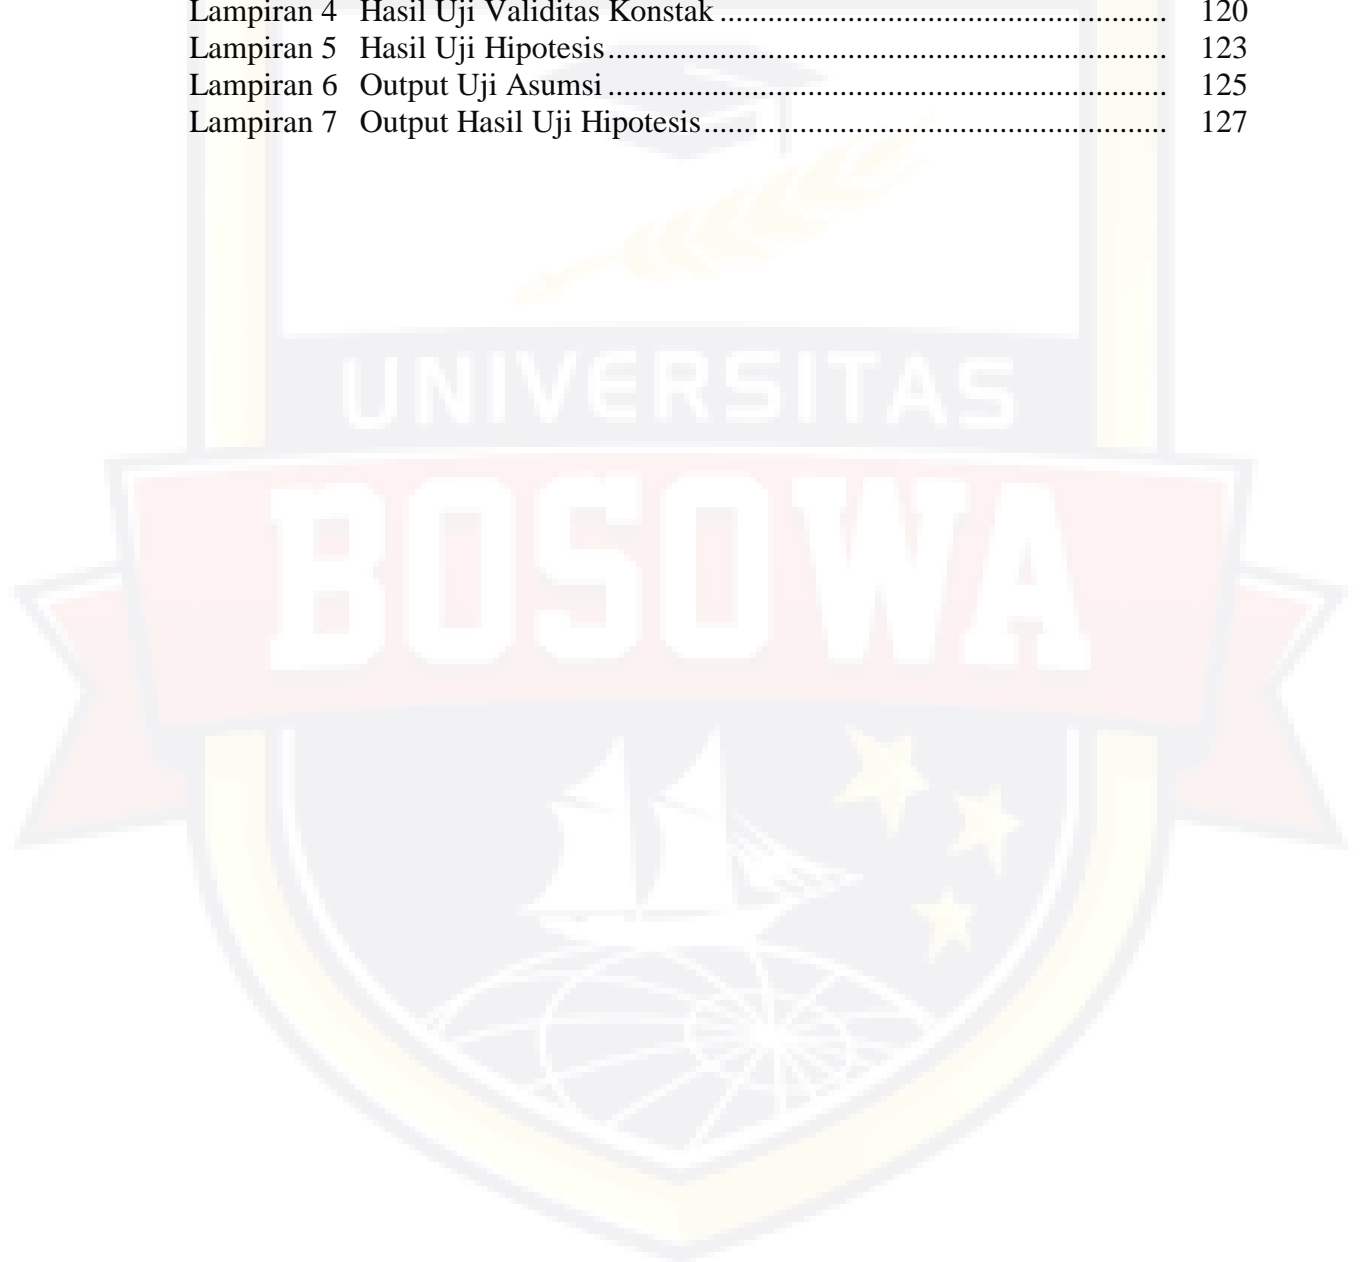 Lampiran 4 Hasil Uji Validitas Konstak ........................................................ 120
Lampiran 5 Hasil Uji Hipotesis...................................................................... 123
Lampiran 6 Output Uji Asumsi ...................................................................... 125
Lampiran 7 Output Hasil Uji Hipotesis.......................................................... 127
UNIVERSITAS
BOSOWA